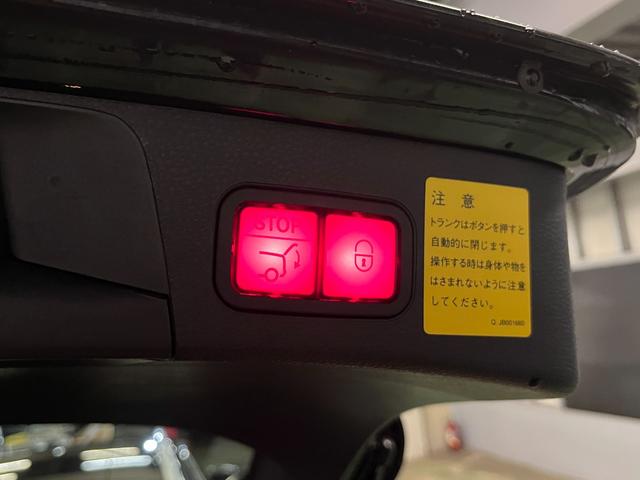 STOP
注 意
トランクはボタンを押すと
自動的に閉じます。
操作する時は身体や物を
はさまれないように注意
してください。
Q JB001680